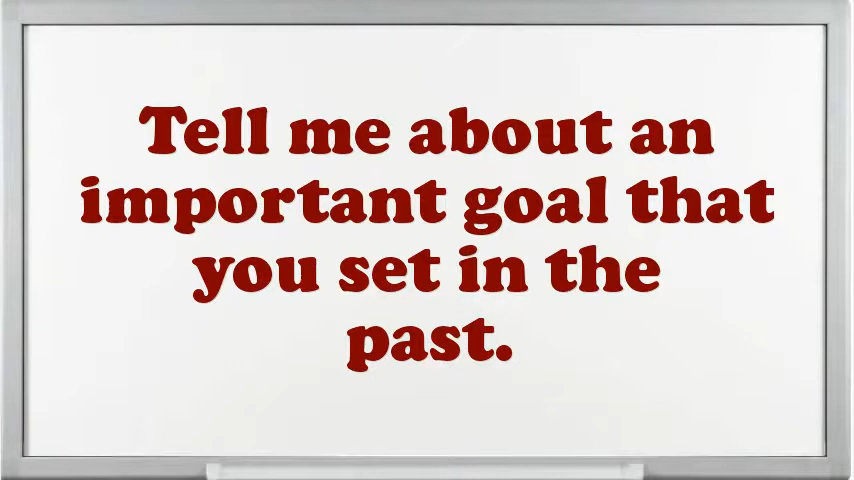 Tell me about an
important goal that
you set in the
past.